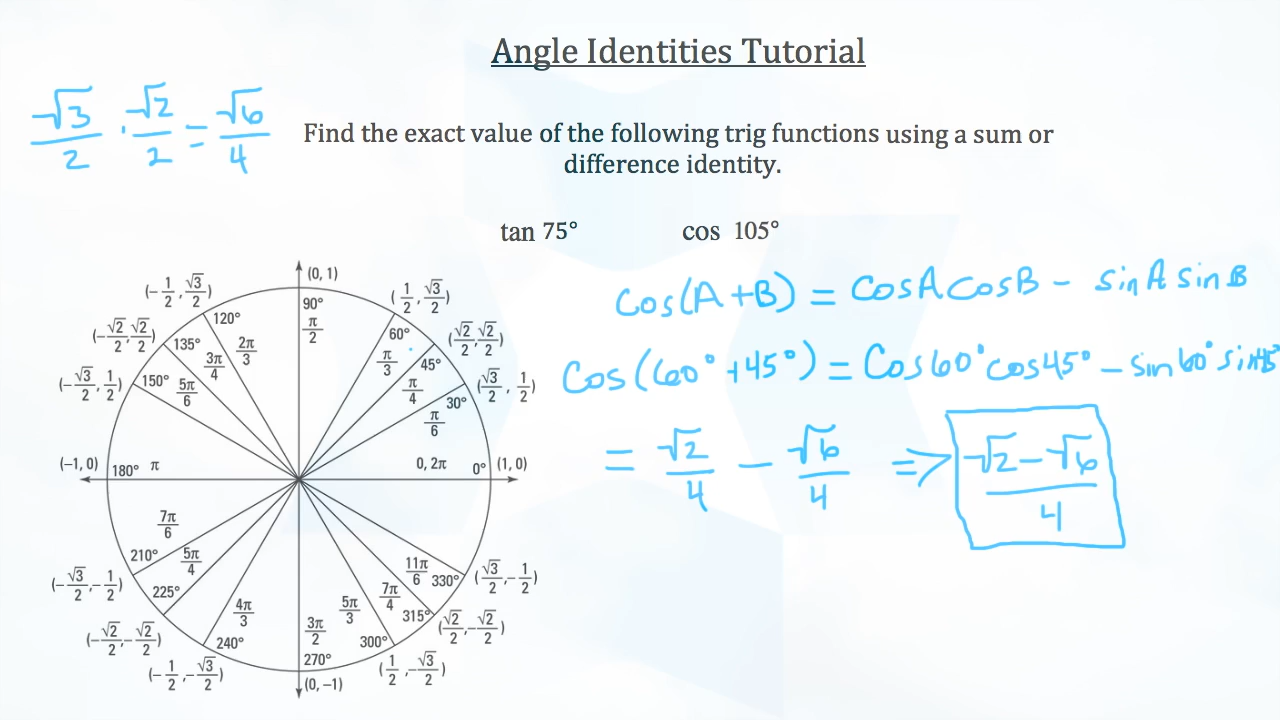 Angle Identities Tutorial
√3/2 · √2/2 = √6/4
Find the exact value of the following trig functions using a sum or
difference identity.
tan 75° cos 105°
Cos(A+B) = CosA CosB - sinA sinB
Cos(60° + 45°) = Cos60° cos45° - sin60° sin45°
= √2/4 - √6/4 => √2-√6/4
(0, 1)
90° π/2
(1/2, √3/2)
60° π/3
(√2/2, √2/2)
45° π/4
(√3/2, 1/2)
30° π/6
(-1/2, √3/2)
120° 2π/3
(-√2/2, √2/2)
135° 3π/4
(-√3/2, 1/2)
150° 5π/6
(-1, 0) 180° π
0, 2π 0° (1, 0)
7π/6
210°
(-√3/2, -1/2)
5π/4
225°
(-√2/2, -√2/2)
4π/3
240°
(-1/2, -√3/2)
3π/2
270°
(0, -1)
5π/3
300°
(1/2, -√3/2)
7π/4
315°
(√2/2, -√2/2)
11π/6 330°
(√3/2, -1/2)